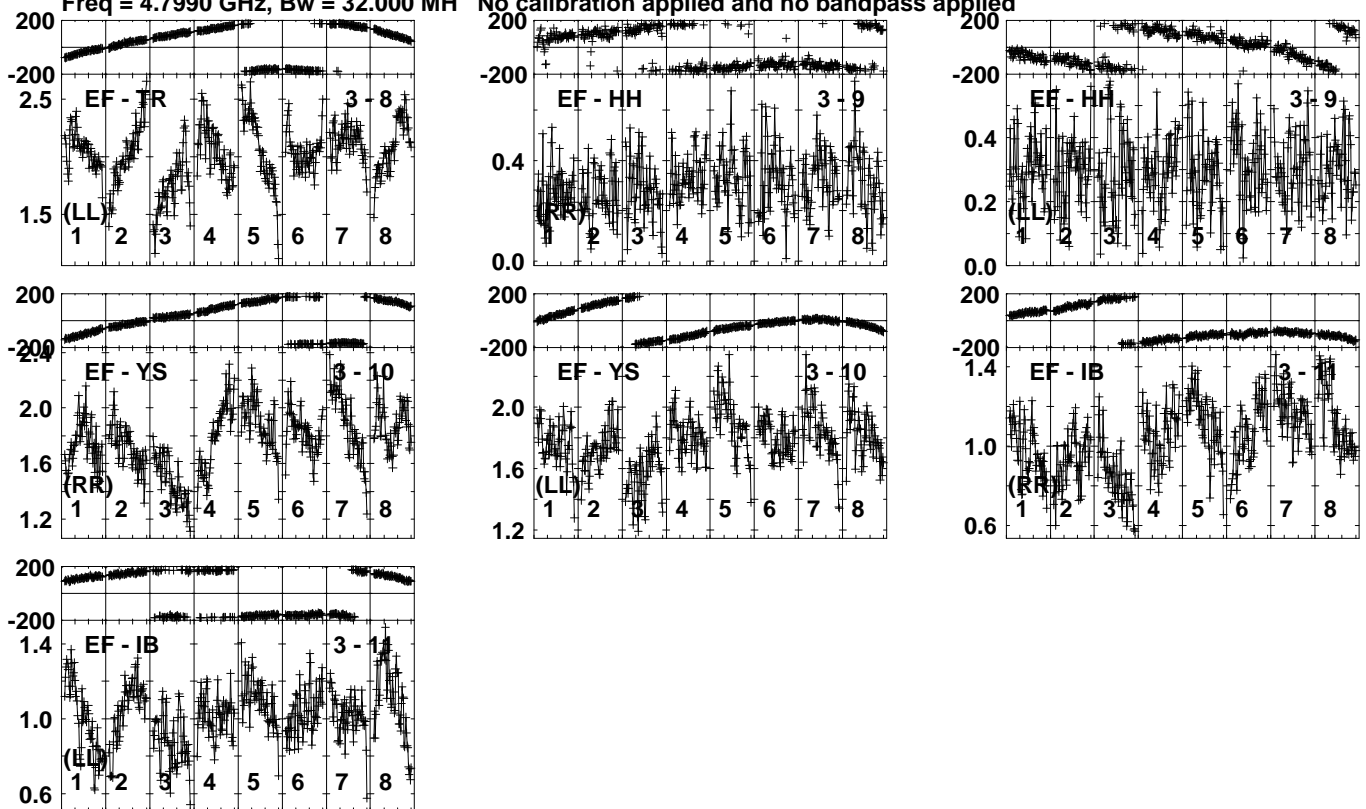 Freq = 4.7990 GHz, Bw = 32.000 MH No calibration applied and no bandpass applied
200
-200
EF - TR 3 - 8
2.5
1.5
(LL)
1 2 3 4 5 6 7 8
200
-200
EF - HH 3 - 9
0.4
(RR)
1 2 3 4 5 6 7 8
0.0
200
-200
EF - HH 3 - 9
0.4
0.2
(LL)
1 2 3 4 5 6 7 8
0.0
200
-200
2.4
EF - YS 3 - 10
2.0
1.6
(RR)
1 2 3 4 5 6 7 8
1.2
200
-200
EF - YS 3 - 10
2.0
1.6
(LL)
1 2 3 4 5 6 7 8
1.2
200
-200
EF - IB 3 - 11
1.4
1.0
(RR)
1 2 3 4 5 6 7 8
0.6
200
-200
EF - IB 3 - 11
1.4
1.0
(LL)
1 2 3 4 5 6 7 8
0.6